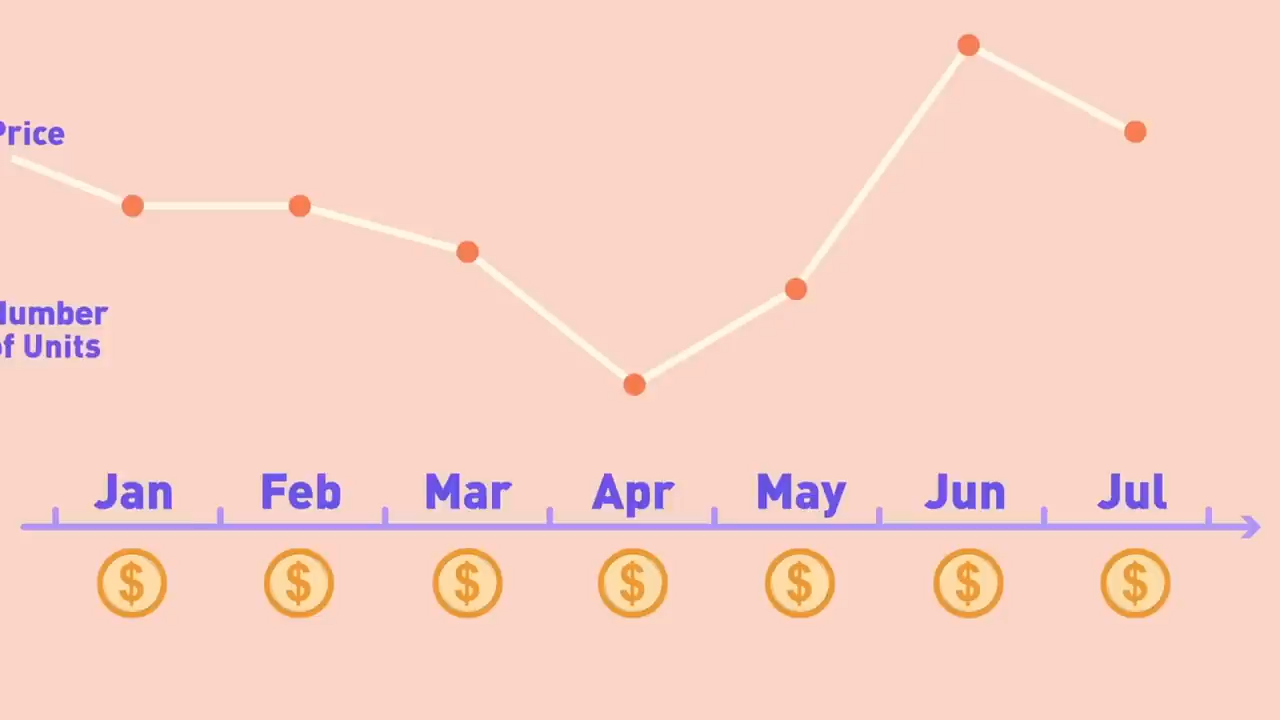 Price
Number
of Units
Jan Feb Mar Apr May Jun Jul
$ $ $ $ $ $ $